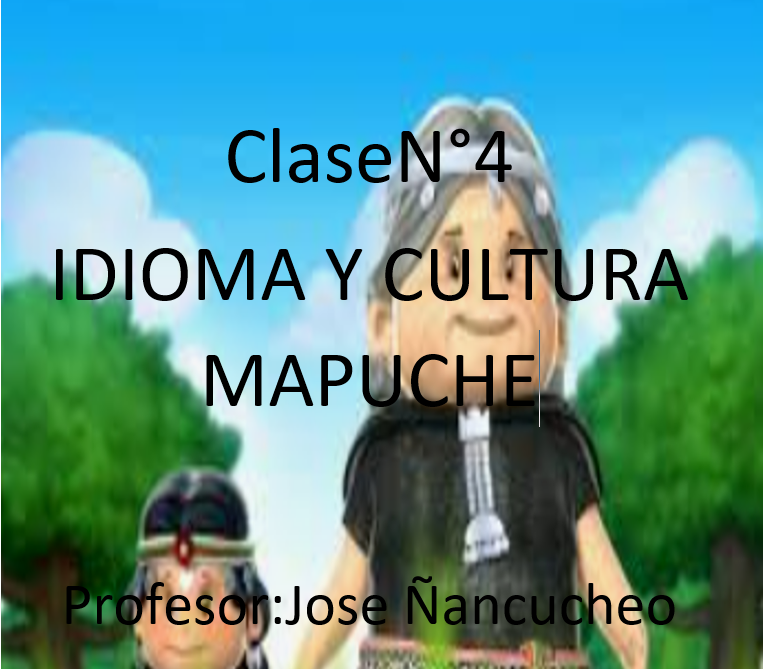 ClaseN°4
IDIOMA Y CULTURA
MAPUCHE
Profesor:Jose Ñancucheo